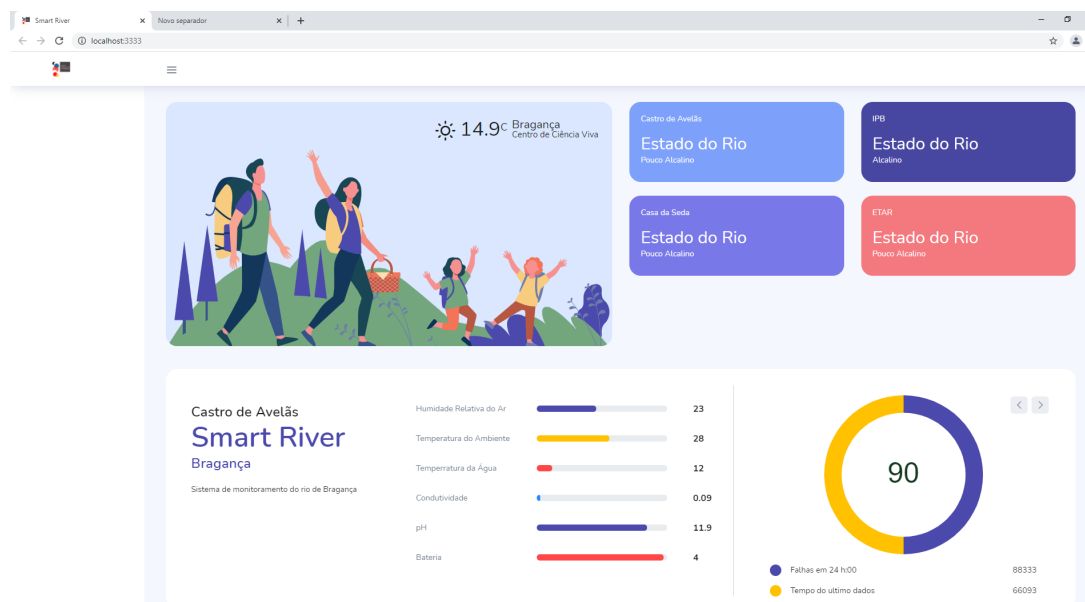 Smart River
Novo separador
localhost:3333
14.9C Bragança
Centro de Ciência Viva
Castro de Avelãs
Estado do Rio
Pouco Alcalino
IPB
Estado do Rio
Alcalino
Casa da Seda
Estado do Rio
Pouco Alcalino
ETAR
Estado do Rio
Pouco Alcalino
Castro de Avelãs
Smart River
Bragança
Sistema de monitoramento do rio de Bragança
Humidade Relativa do Ar 23
Temperatura do Ambiente 28
Temperratura da Água 12
Condutividade 0.09
pH 11.9
Bateria 4
90
Falhas em 24 h:00 88333
Tempo do ultimo dados 66093